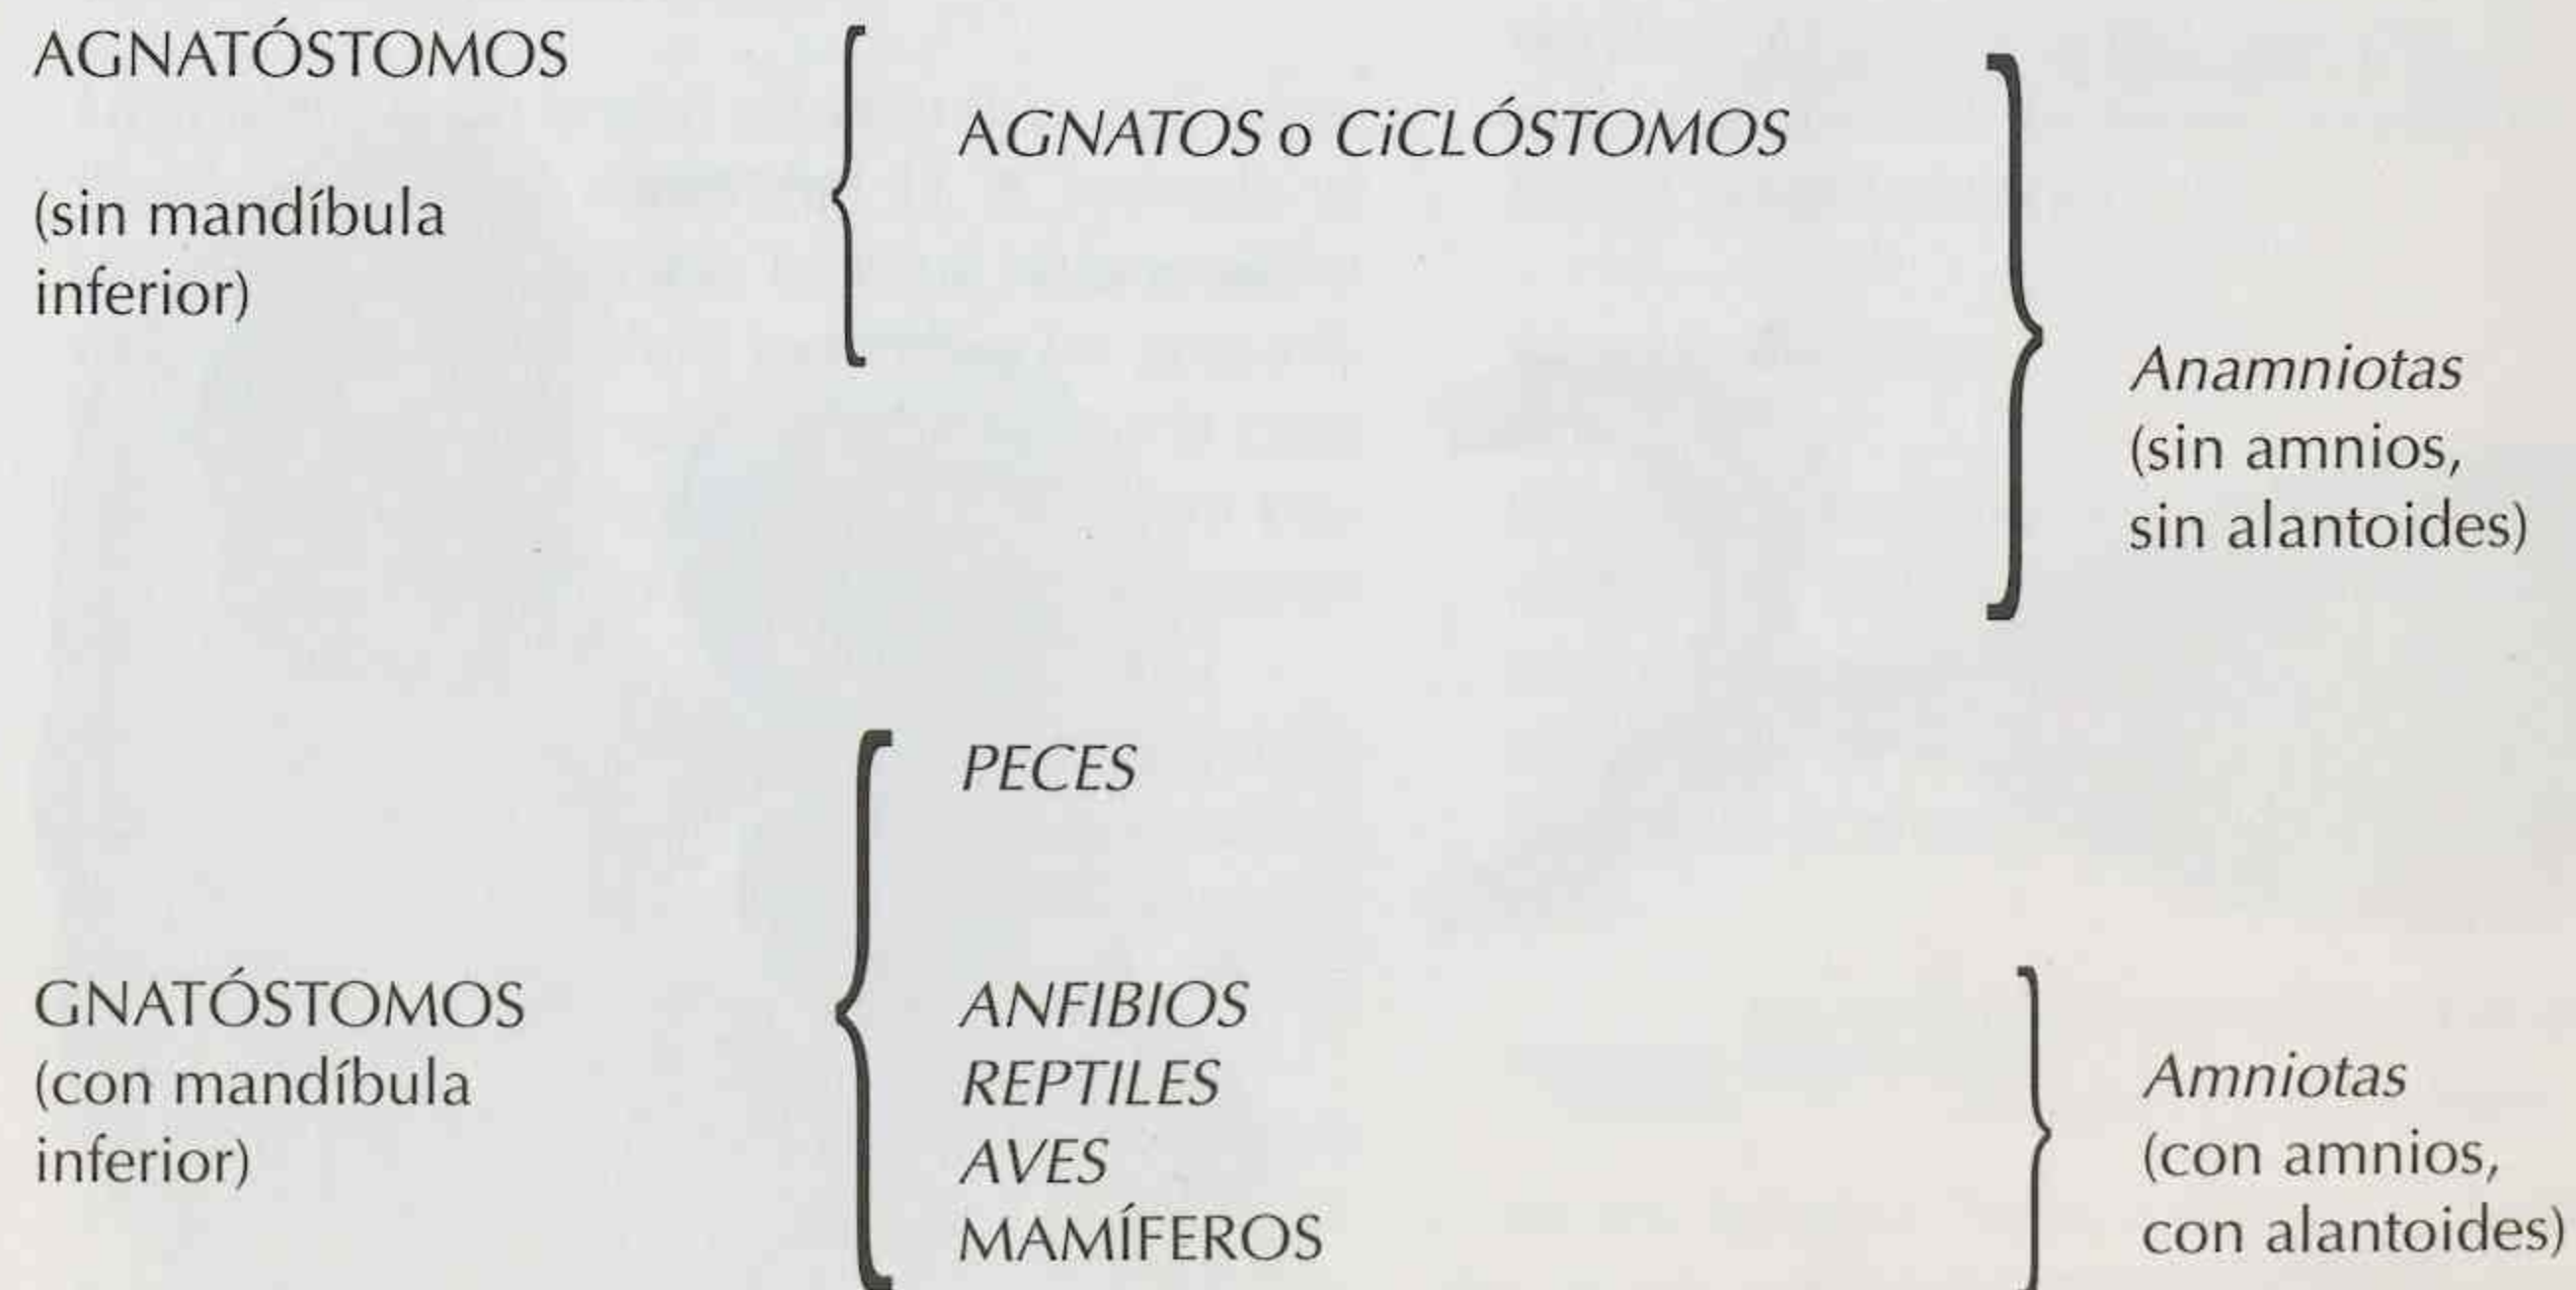 AGNATÓSTOMOS
(sin mandíbula
inferior)
AGNATOS o CiCLÓSTOMOS
Anamniotas
(sin amnios,
sin alantoides)
GNATÓSTOMOS
(con mandíbula
inferior)
PECES
ANFIBIOS
REPTILES
AVES
MAMÍFEROS
Amniotas
(con amnios,
con alantoides)